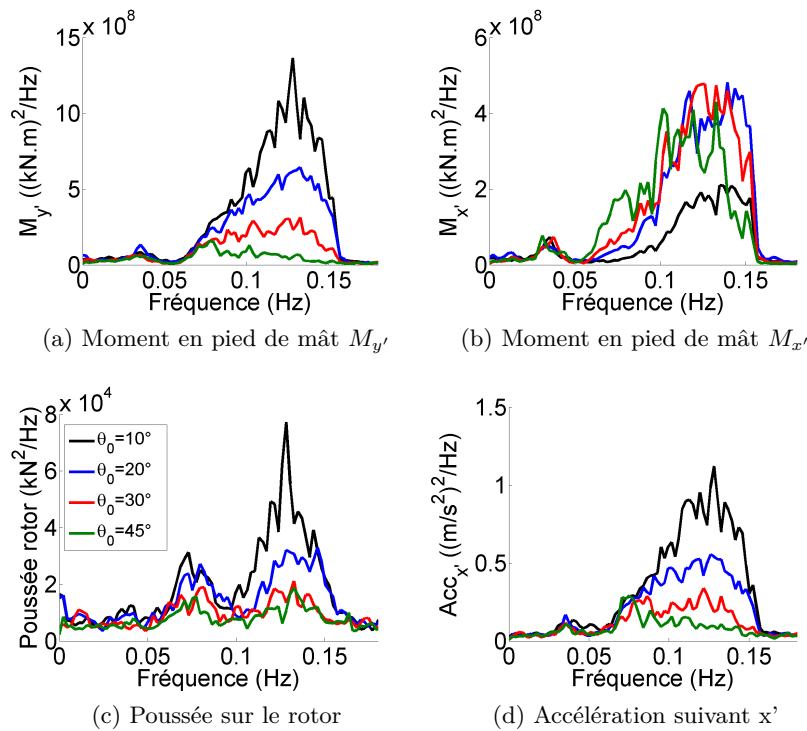 15 x 10^8
10
5
0
M_y' ((kN.m)^2/Hz)
0 0.05 0.1 0.15
Fréquence (Hz)
(a) Moment en pied de mât M_y'
6 x 10^8
4
2
0
M_x' ((kN.m)^2/Hz)
0 0.05 0.1 0.15
Fréquence (Hz)
(b) Moment en pied de mât M_x'
8 x 10^4
6
4
2
0
Poussée rotor (kN^2/Hz)
θ_0=10°
θ_0=20°
θ_0=30°
θ_0=45°
0 0.05 0.1 0.15
Fréquence (Hz)
(c) Poussée sur le rotor
1.5
1
0.5
0
Acc_x' ((m/s^2)^2/Hz)
0 0.05 0.1 0.15
Fréquence (Hz)
(d) Accélération suivant x'